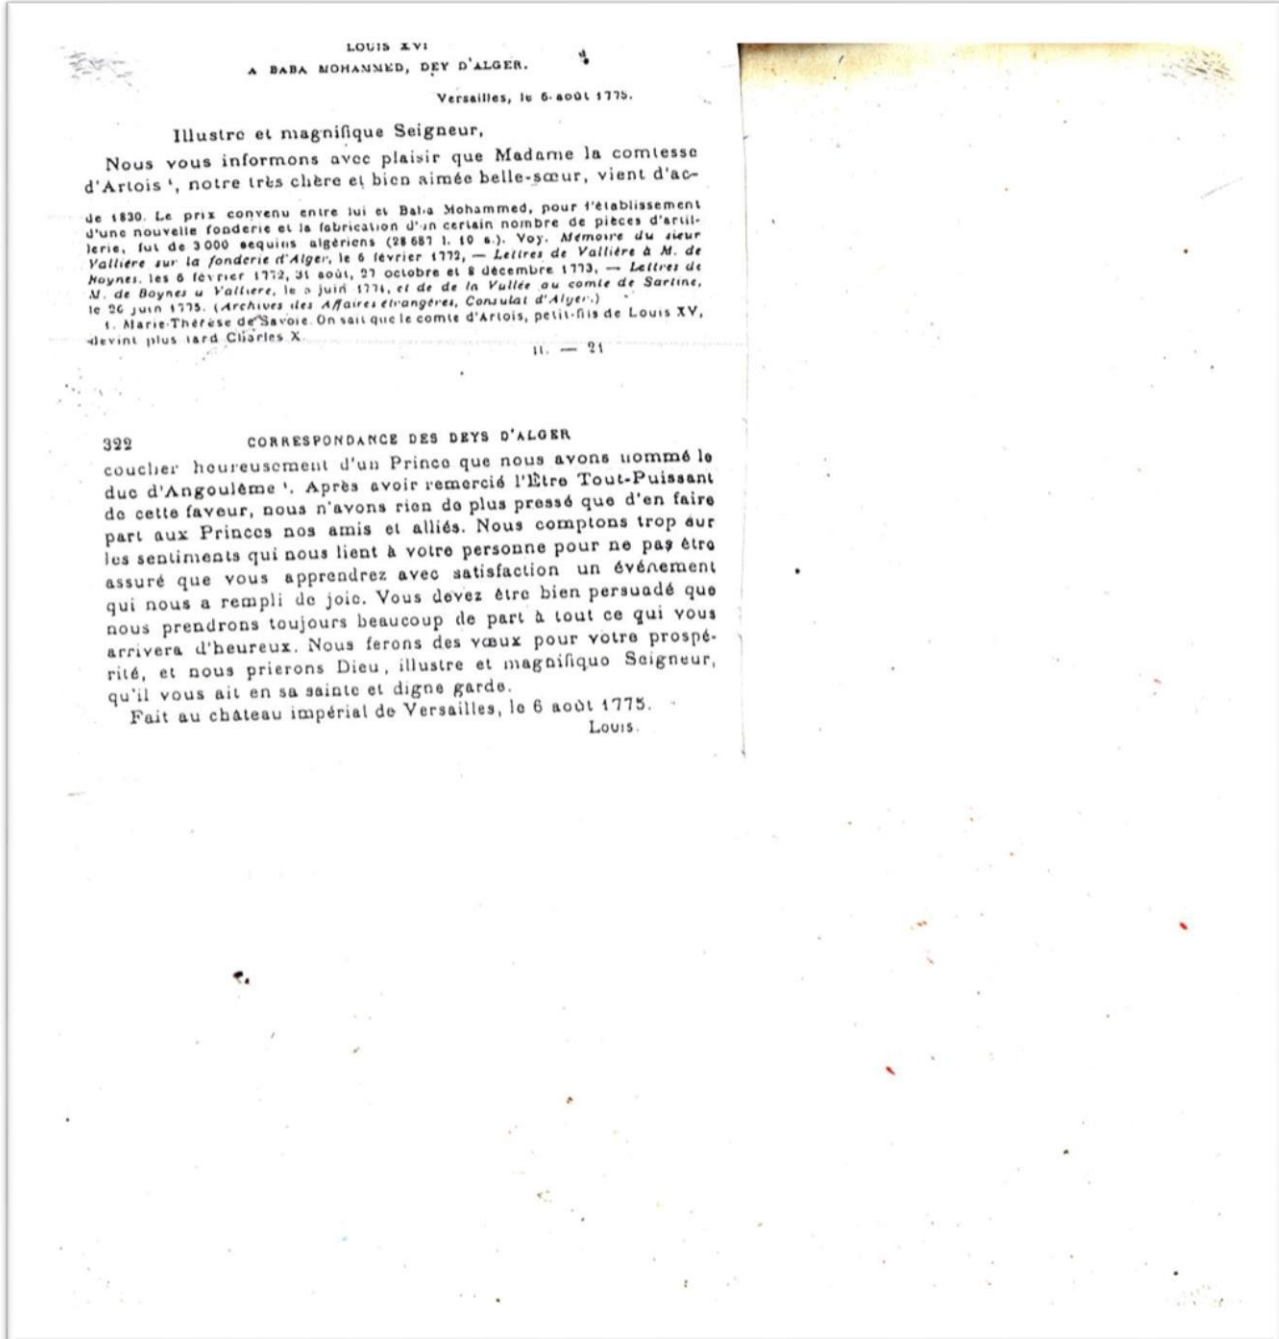 LOUIS XVI
A BABA MOHAMMED, DEY D'ALGER.
Versailles, le 6 août 1775.
Illustre et magnifique Seigneur,
Nous vous informons avec plaisir que Madame la comtesse
d'Artois ¹, notre très chère et bien aimée belle-sœur, vient d'ac-
de 1830. Le prix convenu entre lui et Baba Mohammed, pour l'établissement
d'une nouvelle fonderie et la fabrication d'un certain nombre de pièces d'artil-
lerie, fut de 3000 sequins algériens (28 687 l. 10 s.). Voy. Mémoire du sieur
Vallière sur la fonderie d'Alger, le 6 février 1772, — Lettres de Vallière à M. de
Boynes, les 6 février 1772, 31 août, 27 octobre et 8 décembre 1773, — Lettres de
M. de Boynes à Vallière, le 5 juin 1774, et de de la Vallée au comte de Sartine,
le 26 juin 1775. (Archives des Affaires étrangères, Consulat d'Alger.)
1. Marie-Thérèse de Savoie. On sait que le comte d'Artois, petit-fils de Louis XV,
devint plus tard Charles X.
II. — 21
322 CORRESPONDANCE DES DEYS D'ALGER
coucher heureusement d'un Prince que nous avons nommé le
duc d'Angoulême ¹. Après avoir remercié l'Être Tout-Puissant
de cette faveur, nous n'avons rien de plus pressé que d'en faire
part aux Princes nos amis et alliés. Nous comptons trop sur
les sentiments qui nous lient à votre personne pour ne pas être
assuré que vous apprendrez avec satisfaction un événement
qui nous a rempli de joie. Vous devez être bien persuadé que
nous prendrons toujours beaucoup de part à tout ce qui vous
arrivera d'heureux. Nous ferons des vœux pour votre prospé-
rité, et nous prierons Dieu, illustre et magnifique Seigneur,
qu'il vous ait en sa sainte et digne garde.
Fait au château impérial de Versailles, le 6 août 1775.
LOUIS.